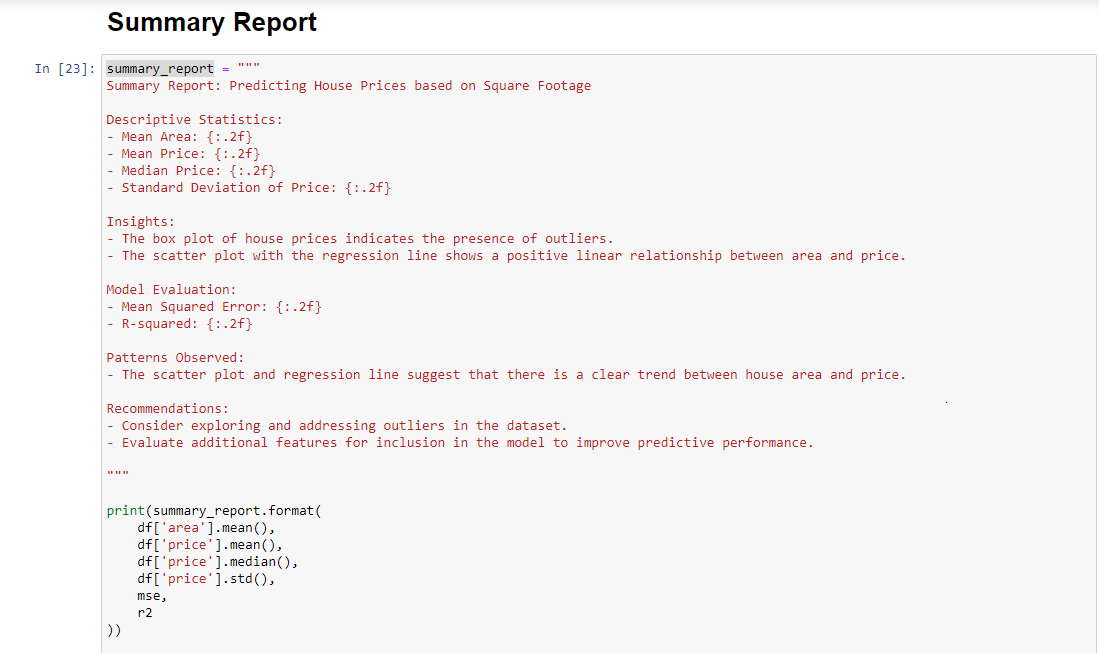 Summary Report
In [23]: summary_report = """
Summary Report: Predicting House Prices based on Square Footage
Descriptive Statistics:
- Mean Area: {:.2f}
- Mean Price: {:.2f}
- Median Price: {:.2f}
- Standard Deviation of Price: {:.2f}
Insights:
- The box plot of house prices indicates the presence of outliers.
- The scatter plot with the regression line shows a positive linear relationship between area and price.
Model Evaluation:
- Mean Squared Error: {:.2f}
- R-squared: {:.2f}
Patterns Observed:
- The scatter plot and regression line suggest that there is a clear trend between house area and price.
Recommendations:
- Consider exploring and addressing outliers in the dataset.
- Evaluate additional features for inclusion in the model to improve predictive performance.
"""
print(summary_report.format(
    df['area'].mean(),
    df['price'].mean(),
    df['price'].median(),
    df['price'].std(),
    mse,
    r2
))